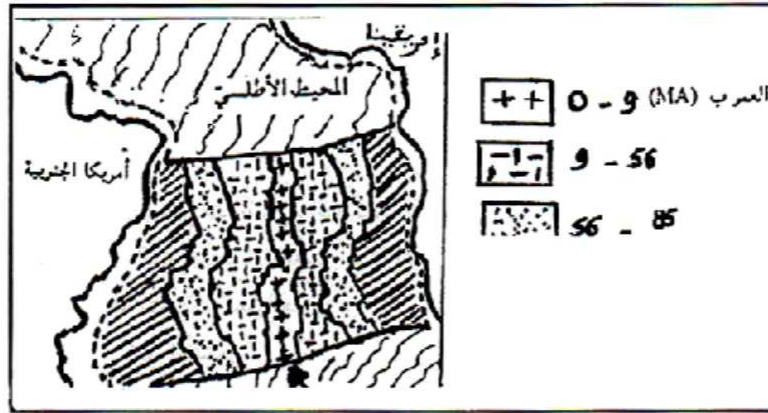 إفريقيا
المحيط الأطلسي
أمريكا الجنوبية
العمر ب (MA) 0 - 9
9 - 56
56 - 85